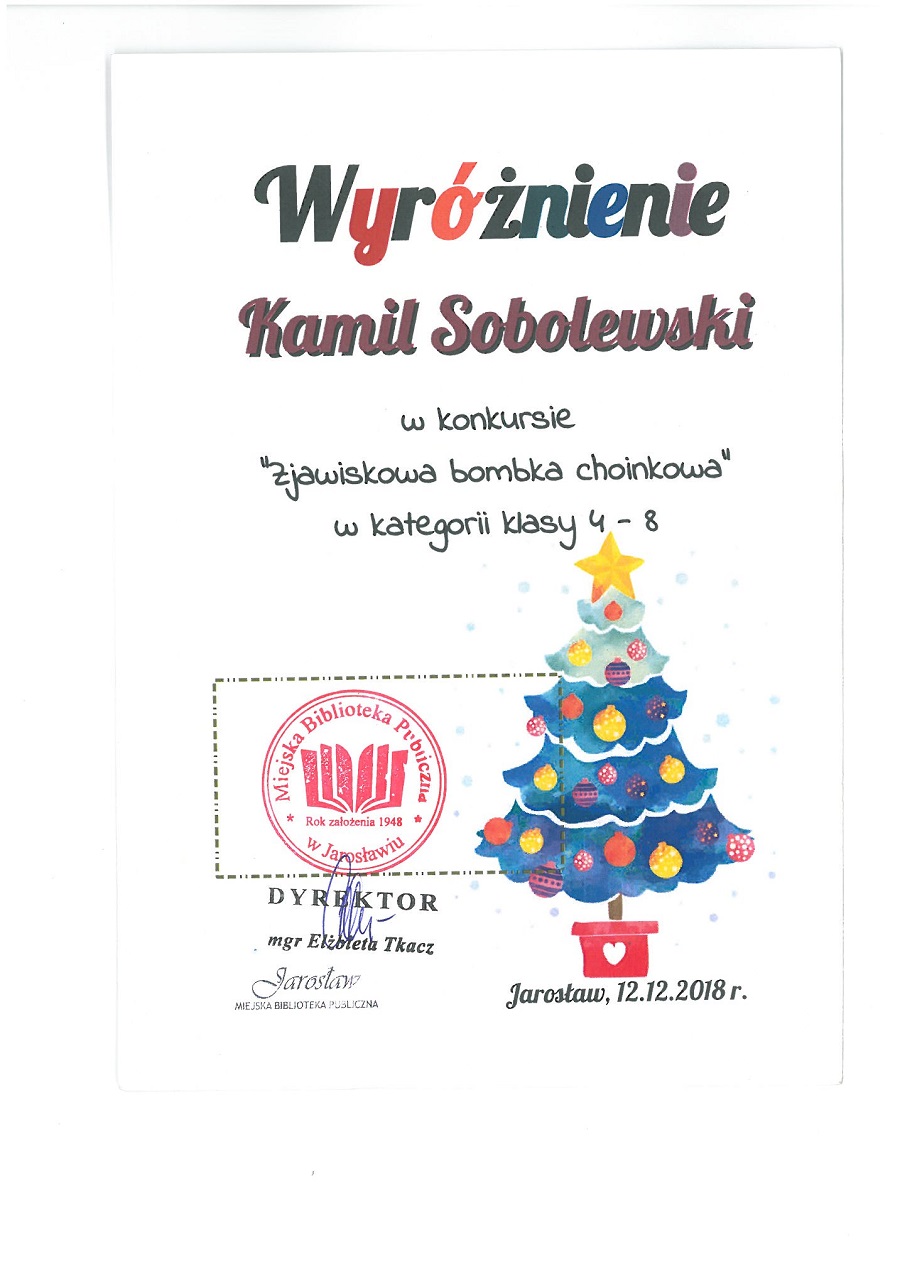 Wyróżnienie
Kamil Sobolewski
w konkursie
"Zjawiskowa bombka choinkowa"
w kategorii klasy 4 - 8
Miejska Biblioteka Publiczna
Rok założenia 1948
w Jarosławiu
DYREKTOR
mgr Elżbieta Tkacz
Jarosław
MIEJSKA BIBLIOTEKA PUBLICZNA
Jarosław, 12.12.2018 r.